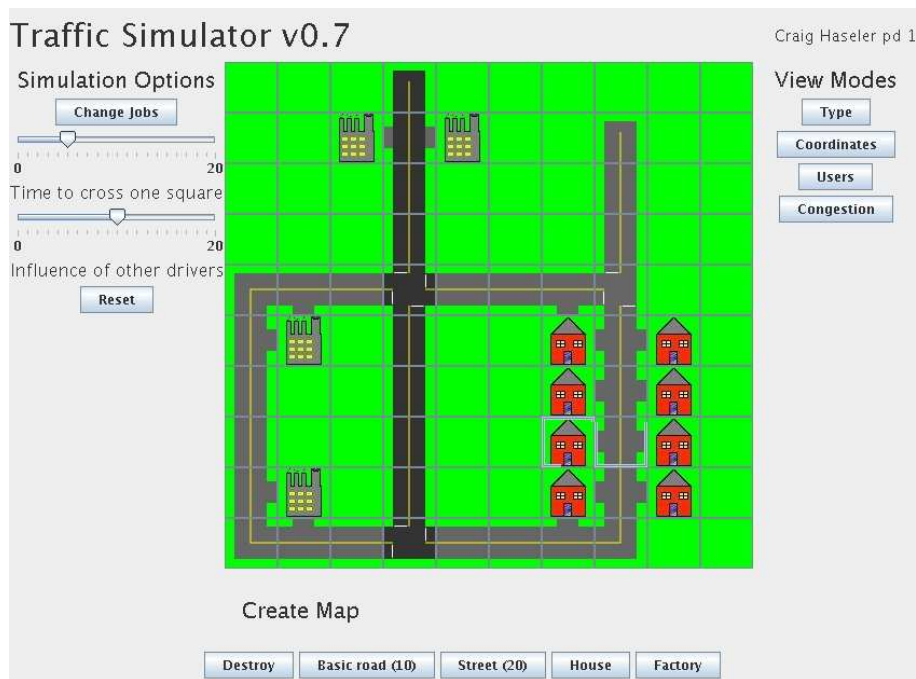 Traffic Simulator v0.7
Craig Haseler pd 1
Simulation Options
Change Jobs
0 20
Time to cross one square
0 20
Influence of other drivers
Reset
View Modes
Type
Coordinates
Users
Congestion
Create Map
Destroy Basic road (10) Street (20) House Factory